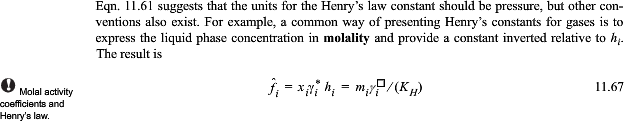 Eqn. 11.61 suggests that the units for the Henry's law constant should be pressure, but other con-
ventions also exist. For example, a common way of presenting Henry's constants for gases is to
express the liquid phase concentration in molality and provide a constant inverted relative to hᵢ.
The result is
f̂ᵢ = xᵢγᵢ* hᵢ = mᵢγᵢ□/(K_H) 11.67
Molal activity
coefficients and
Henry's law.